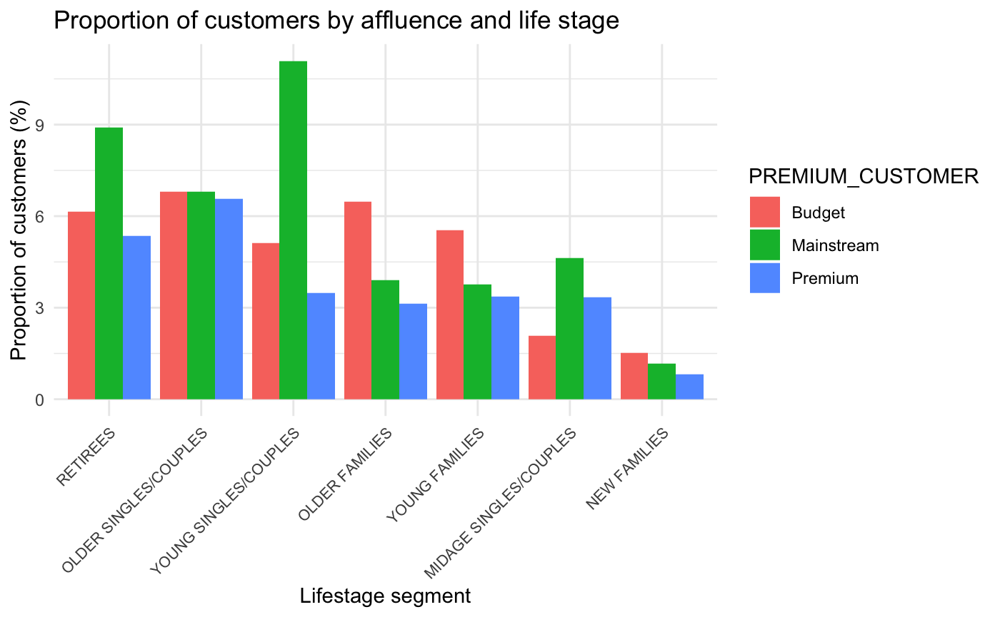 Proportion of customers by affluence and life stage
Proportion of customers (%)
9
6
3
0
RETIREES
OLDER SINGLES/COUPLES
YOUNG SINGLES/COUPLES
OLDER FAMILIES
YOUNG FAMILIES
MIDAGE SINGLES/COUPLES
NEW FAMILIES
Lifestage segment
PREMIUM_CUSTOMER
Budget
Mainstream
Premium